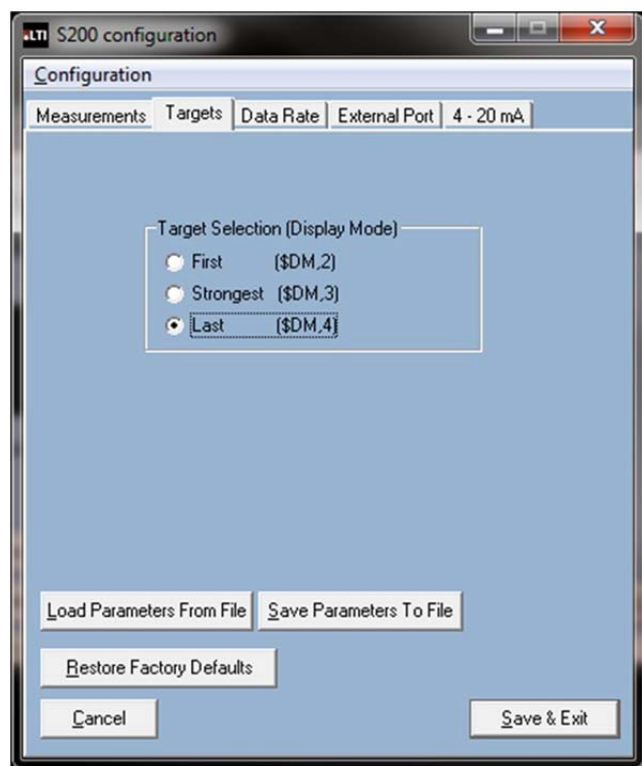 .LTI S200 configuration
Configuration
Measurements Targets Data Rate External Port 4 - 20 mA
Target Selection (Display Mode)
First ($DM,2)
Strongest ($DM,3)
Last ($DM,4)
Load Parameters From File Save Parameters To File
Restore Factory Defaults
Cancel Save & Exit